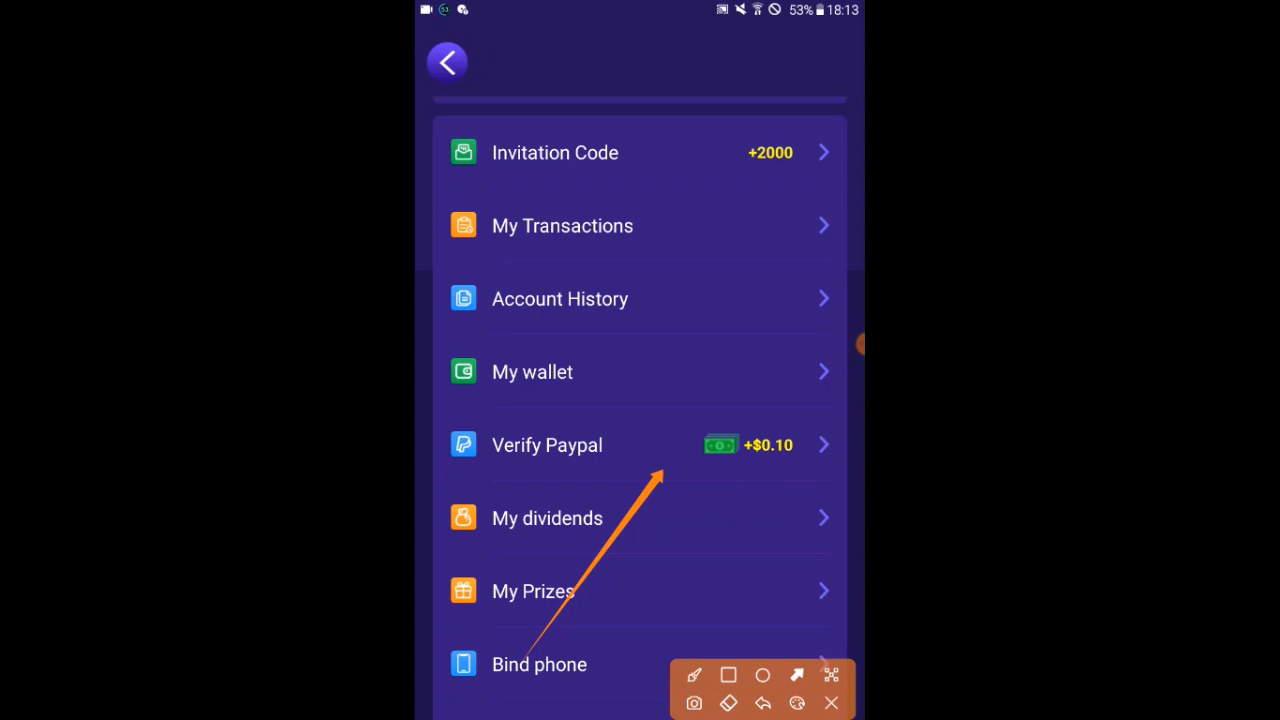 53 53% 18:13
Invitation Code +2000
My Transactions
Account History
My wallet
Verify Paypal +$0.10
My dividends
My Prizes
Bind phone